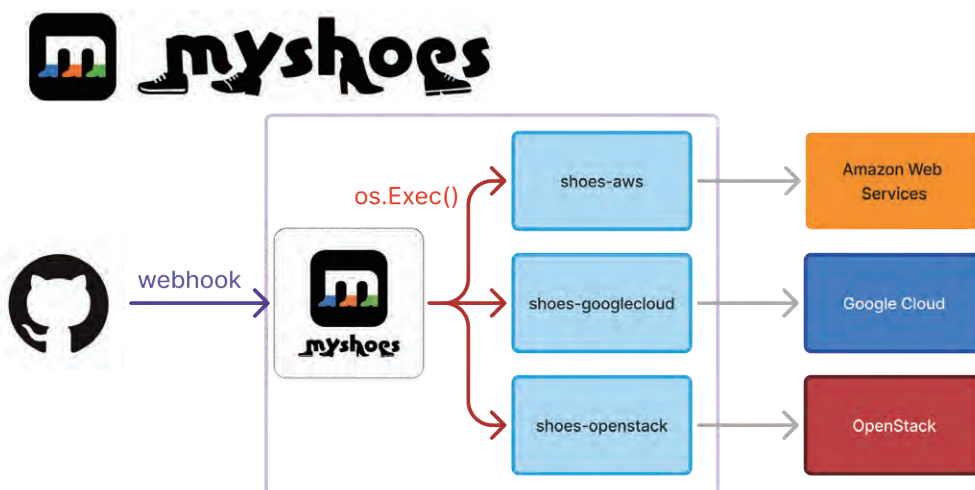 myshoes
shoes-aws
Amazon Web
Services
os.Exec()
webhook
myshoes
shoes-googlecloud
Google Cloud
shoes-openstack
OpenStack